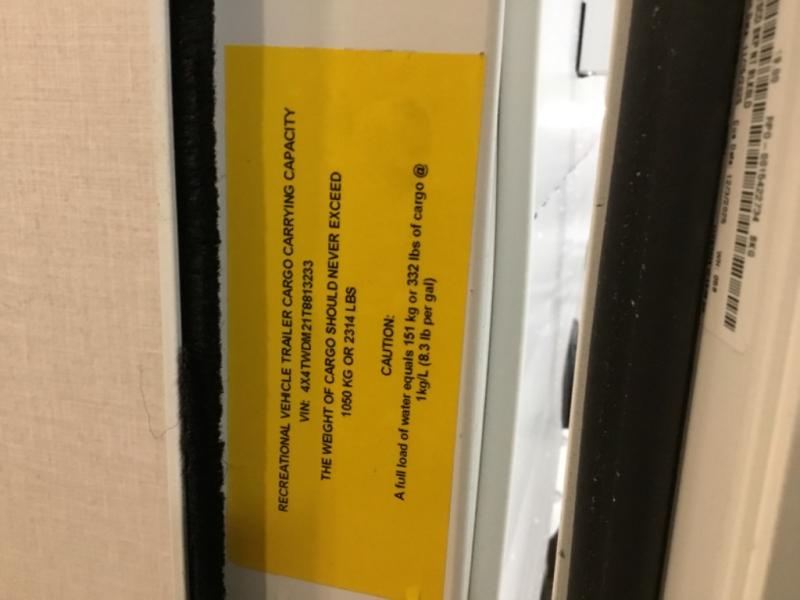 RECREATIONAL VEHICLE TRAILER CARGO CARRYING CAPACITY
VIN: 4X4TWDM21T8813233
THE WEIGHT OF CARGO SHOULD NEVER EXCEED
1050 KG OR 2314 LBS
CAUTION:
A full load of water equals 151 kg or 332 lbs of cargo @
1kg/L (8.3 lb per gal)